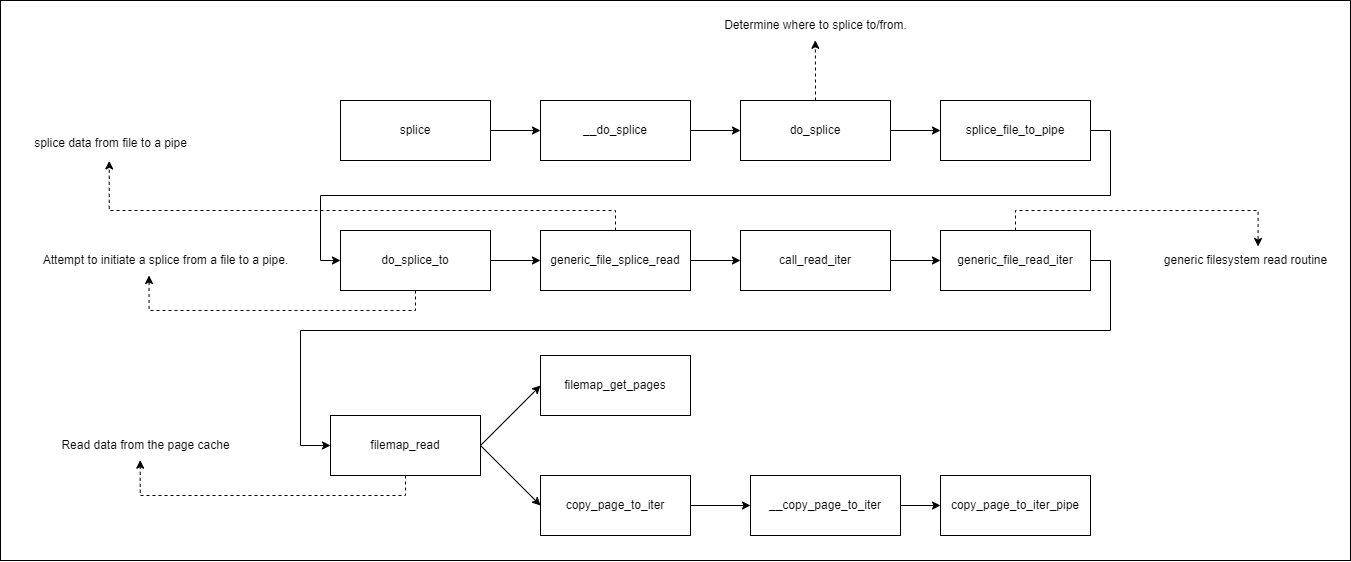 Determine where to splice to/from.
splice
__do_splice
do_splice
splice_file_to_pipe
splice data from file to a pipe
Attempt to initiate a splice from a file to a pipe.
do_splice_to
generic_file_splice_read
call_read_iter
generic_file_read_iter
generic filesystem read routine
filemap_get_pages
Read data from the page cache
filemap_read
copy_page_to_iter
__copy_page_to_iter
copy_page_to_iter_pipe